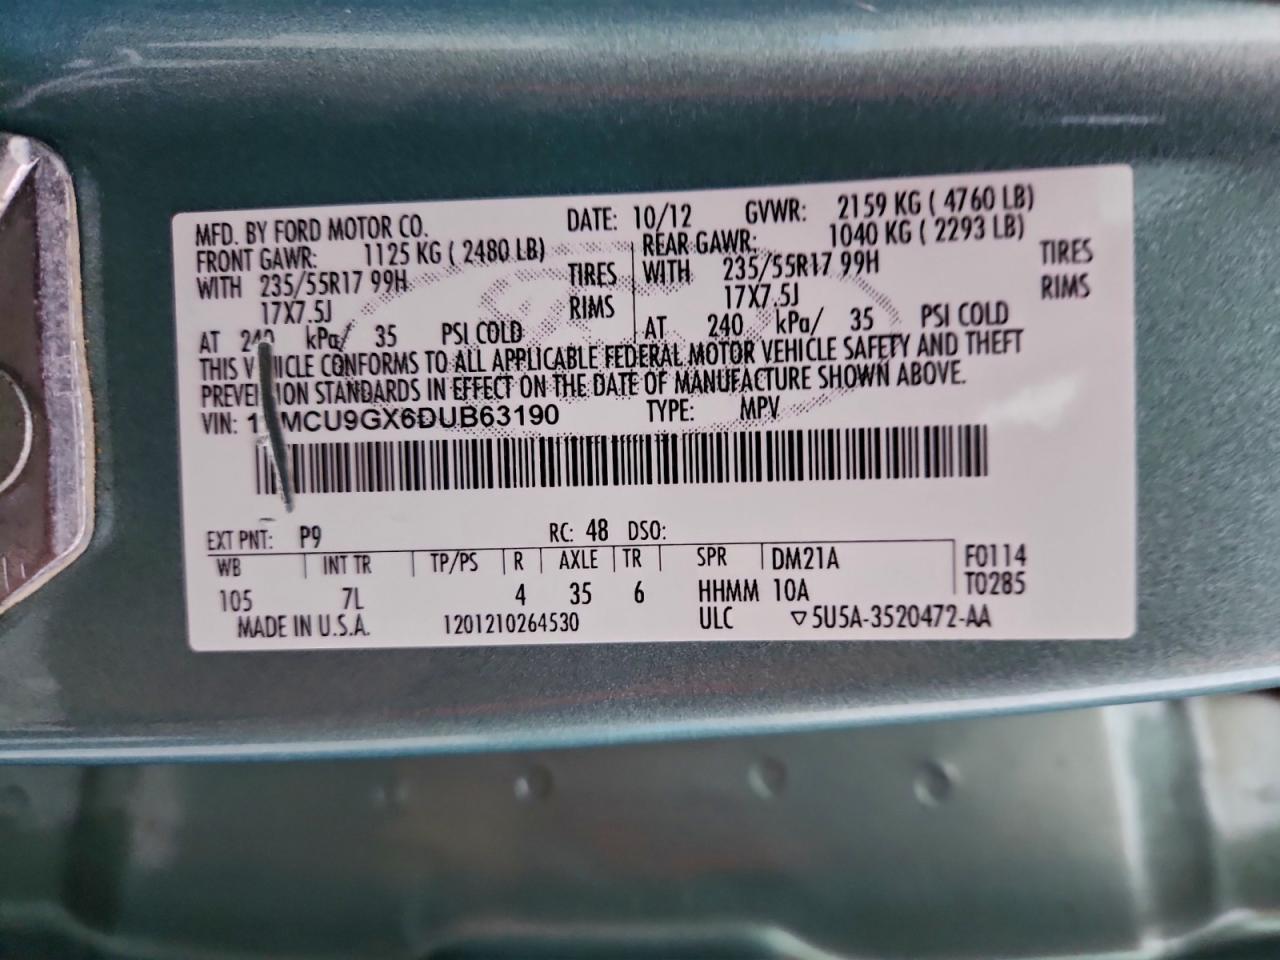 MFD. BY FORD MOTOR CO. DATE: 10/12 GVWR: 2159 KG ( 4760 LB)
FRONT GAWR: 1125 KG ( 2480 LB) REAR GAWR: 1040 KG ( 2293 LB)
WITH 235/55R17 99H TIRES WITH 235/55R17 99H TIRES
17X7.5J RIMS 17X7.5J RIMS
AT 240 kPa/ 35 PSI COLD AT 240 kPa/ 35 PSI COLD
THIS VEHICLE CONFORMS TO ALL APPLICABLE FEDERAL MOTOR VEHICLE SAFETY AND THEFT
PREVENTION STANDARDS IN EFFECT ON THE DATE OF MANUFACTURE SHOWN ABOVE.
VIN: TYPE: MPV
EXT PNT: P9 RC: 48 DSO:
WB INT TR TP/PS R AXLE TR SPR DM21A F0114
105 7L 4 35 6 HHMM 10A T0285
MADE IN U.S.A. 1201210264530 ULC ▽5U5A-3520472-AA